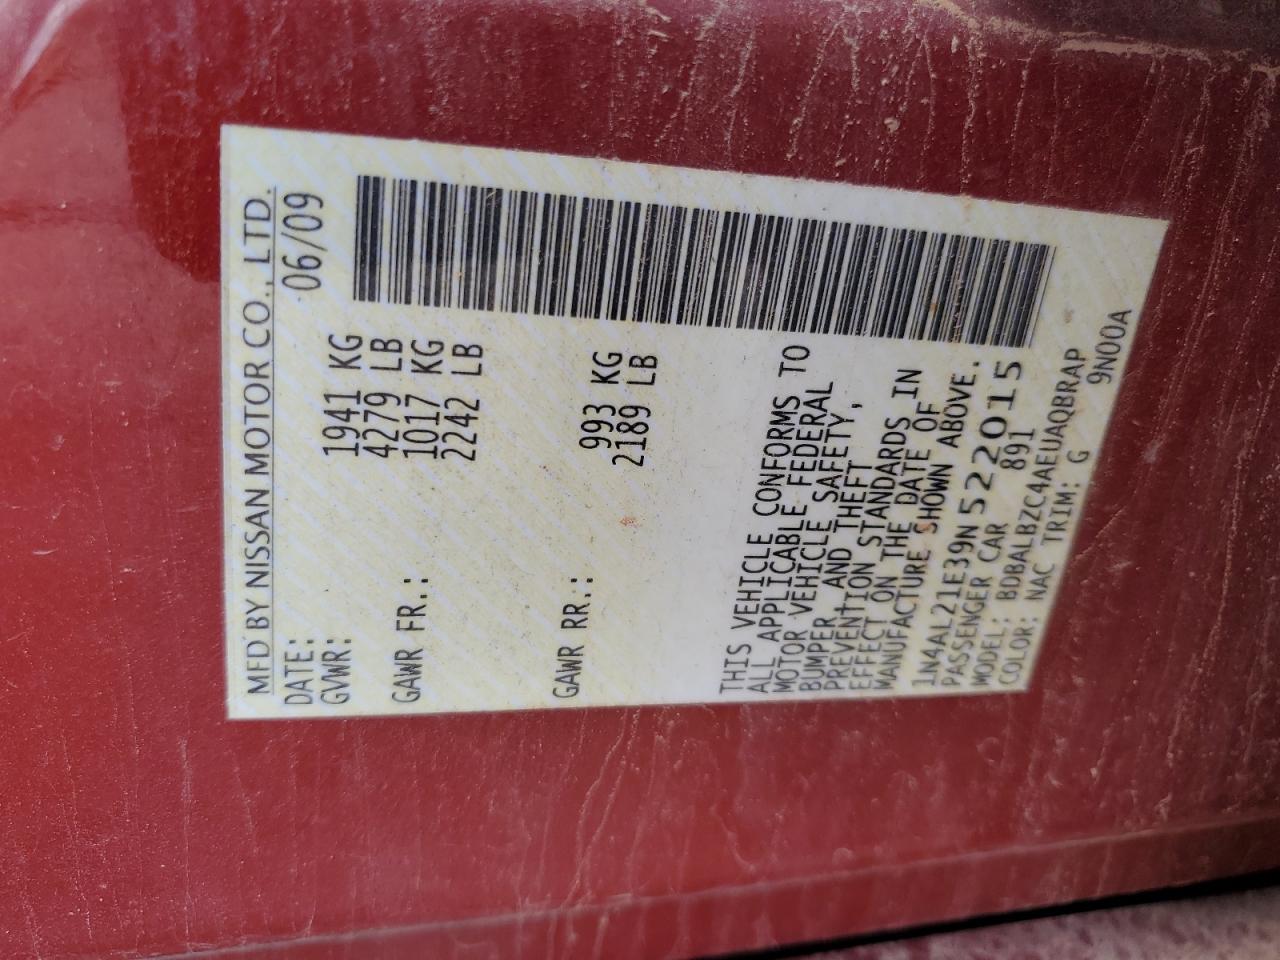 MFD BY NISSAN MOTOR CO., LTD.
DATE: 06/09
GVWR: 1941 KG
4279 LB
GAWR FR.: 1017 KG
2242 LB
GAWR RR.: 993 KG
2189 LB
THIS VEHICLE CONFORMS TO
ALL APPLICABLE FEDERAL
MOTOR VEHICLE SAFETY,
BUMPER AND THEFT
PREVENTION STANDARDS IN
EFFECT ON THE DATE OF
MANUFACTURE SHOWN ABOVE.
1N4AL21E39N522015
PASSENGER CAR 891
MODEL: BDBALBZC4AEUAQBRAP
COLOR: NAC TRIM: G 9N00A